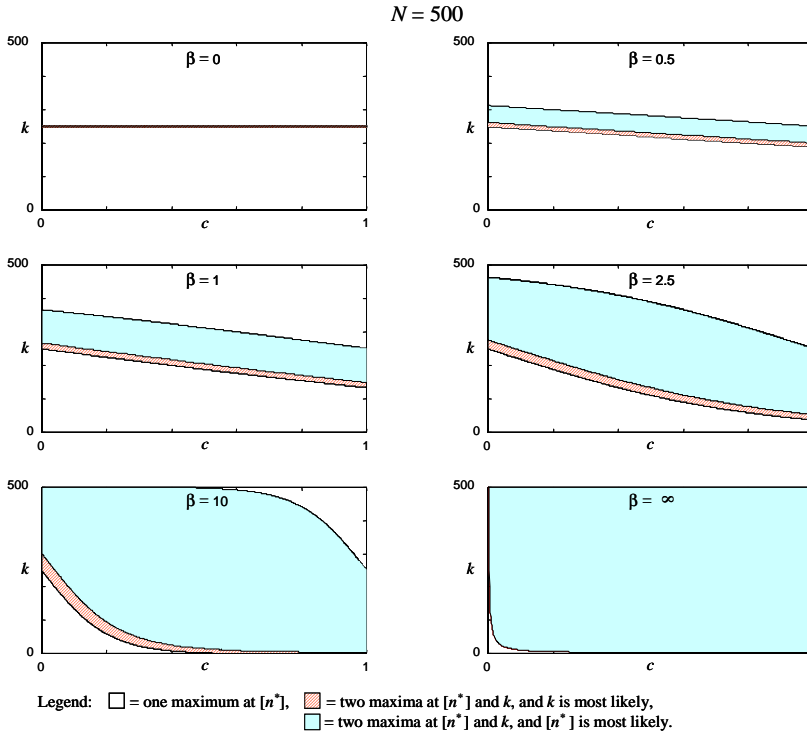 N = 500
β = 0
500
k
0
0
c
1
β = 0.5
500
k
0
0
c
β = 1
500
k
0
0
c
1
β = 2.5
500
k
0
0
c
β = 10
500
k
0
0
c
1
β = ∞
500
k
0
0
c
Legend: = one maximum at [n*], = two maxima at [n*] and k, and k is most likely,
= two maxima at [n*] and k, and [n*] is most likely.